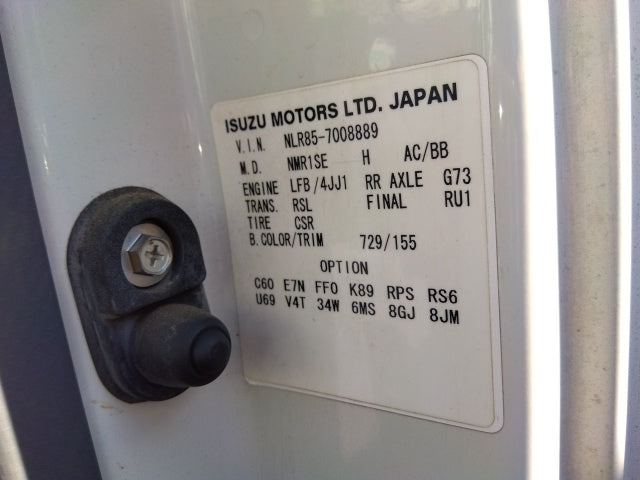 ISUZU MOTORS LTD. JAPAN
V.I.N. NLR85-7008889
M.D. NMR1SE H AC/BB
ENGINE LFB/4JJ1 RR AXLE G73
TRANS. RSL FINAL RU1
TIRE CSR
B.COLOR/TRIM 729/155
OPTION
C60 E7N FF0 K89 RPS RS6
U69 V4T 34W 6MS 8GJ 8JM